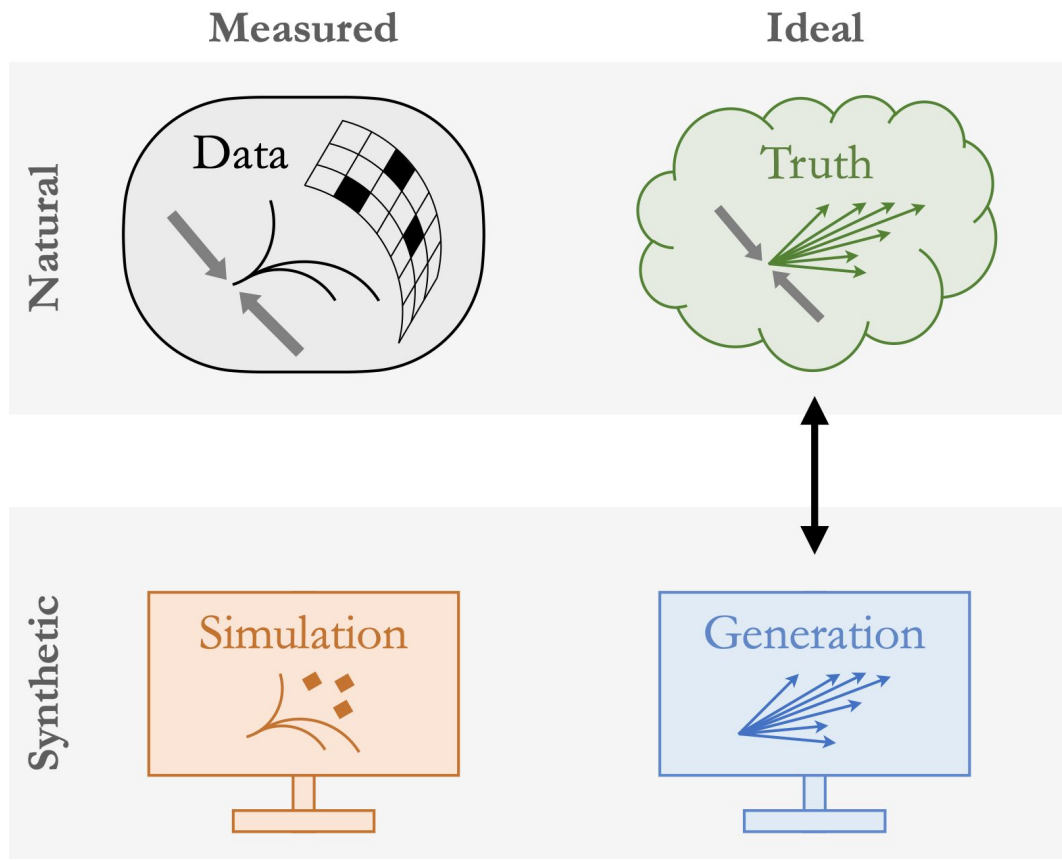 Measured
Ideal
Natural
Data
Truth
Synthetic
Simulation
Generation